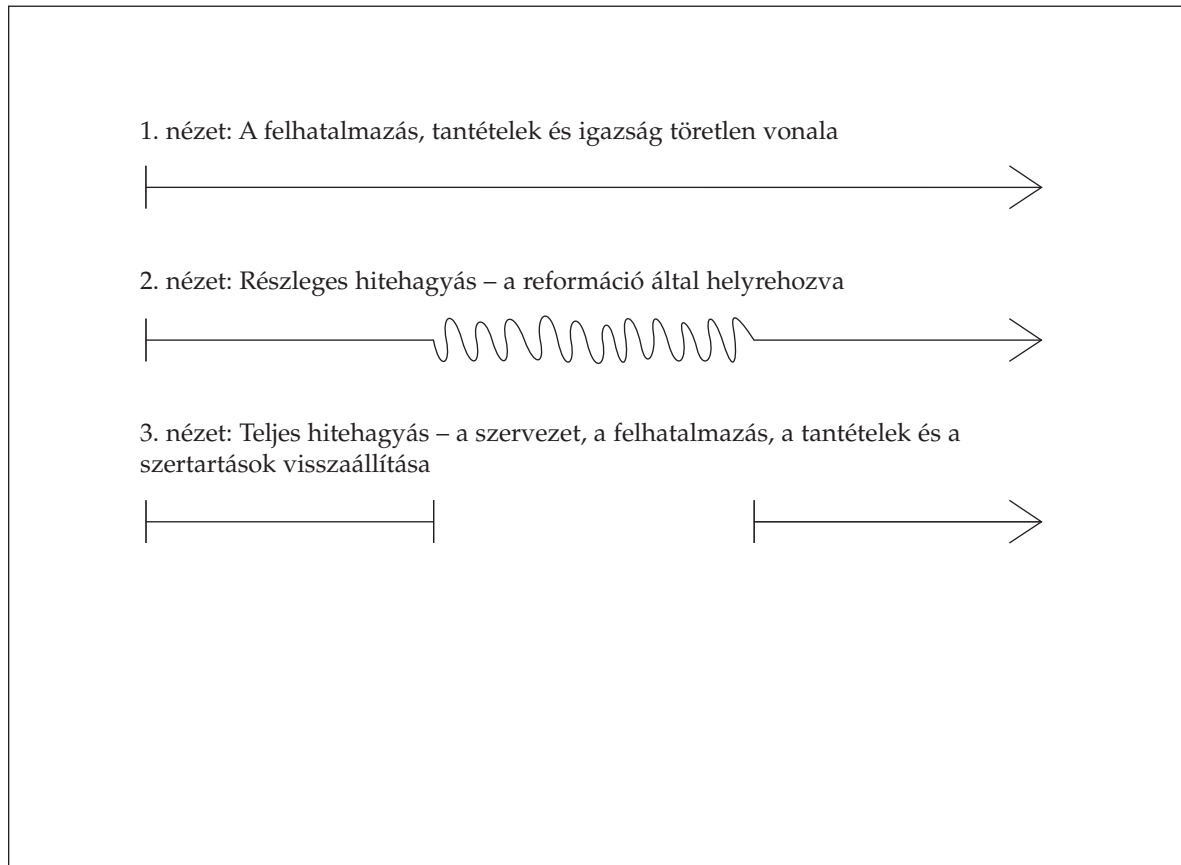 1. nézet: A felhatalmazás, tantételek és igazság töretlen vonala
2. nézet: Részleges hitehagyás – a reformáció által helyrehozva
3. nézet: Teljes hitehagyás – a szervezet, a felhatalmazás, a tantételek és a
szertartások visszaállítása